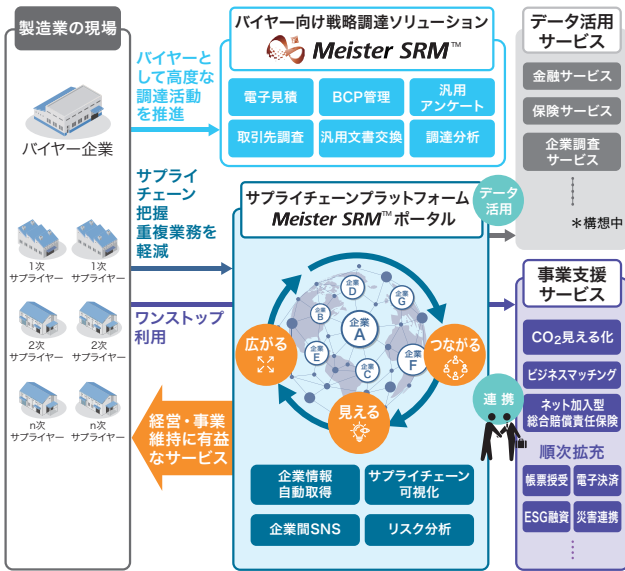 製造業の現場
バイヤー企業
1次
サプライヤー
1次
サプライヤー
2次
サプライヤー
2次
サプライヤー
n次
サプライヤー
n次
サプライヤー
バイヤーと
して高度な
調達活動
を推進
サプライ
チェーン
把握
重複業務を
軽減
ワンストップ
利用
経営・事業
維持に有益
なサービス
バイヤー向け戦略調達ソリューション
Meister SRM™
電子見積
BCP管理
汎用
アンケート
取引先調査
汎用文書交換
調達分析
サプライチェーンプラットフォーム
Meister SRM™ポータル
企業
D
企業
G
企業
B
企業
A
企業
E
企業
C
企業
F
広がる
つながる
見える
企業情報
自動取得
サプライチェーン
可視化
企業間SNS
リスク分析
データ
活用
連携
データ活用
サービス
金融サービス
保険サービス
企業調査
サービス
＊構想中
事業支援
サービス
CO2見える化
ビジネスマッチング
ネット加入型
総合賠償責任保険
順次拡充
帳票授受
電子決済
ESG融資
災害連携